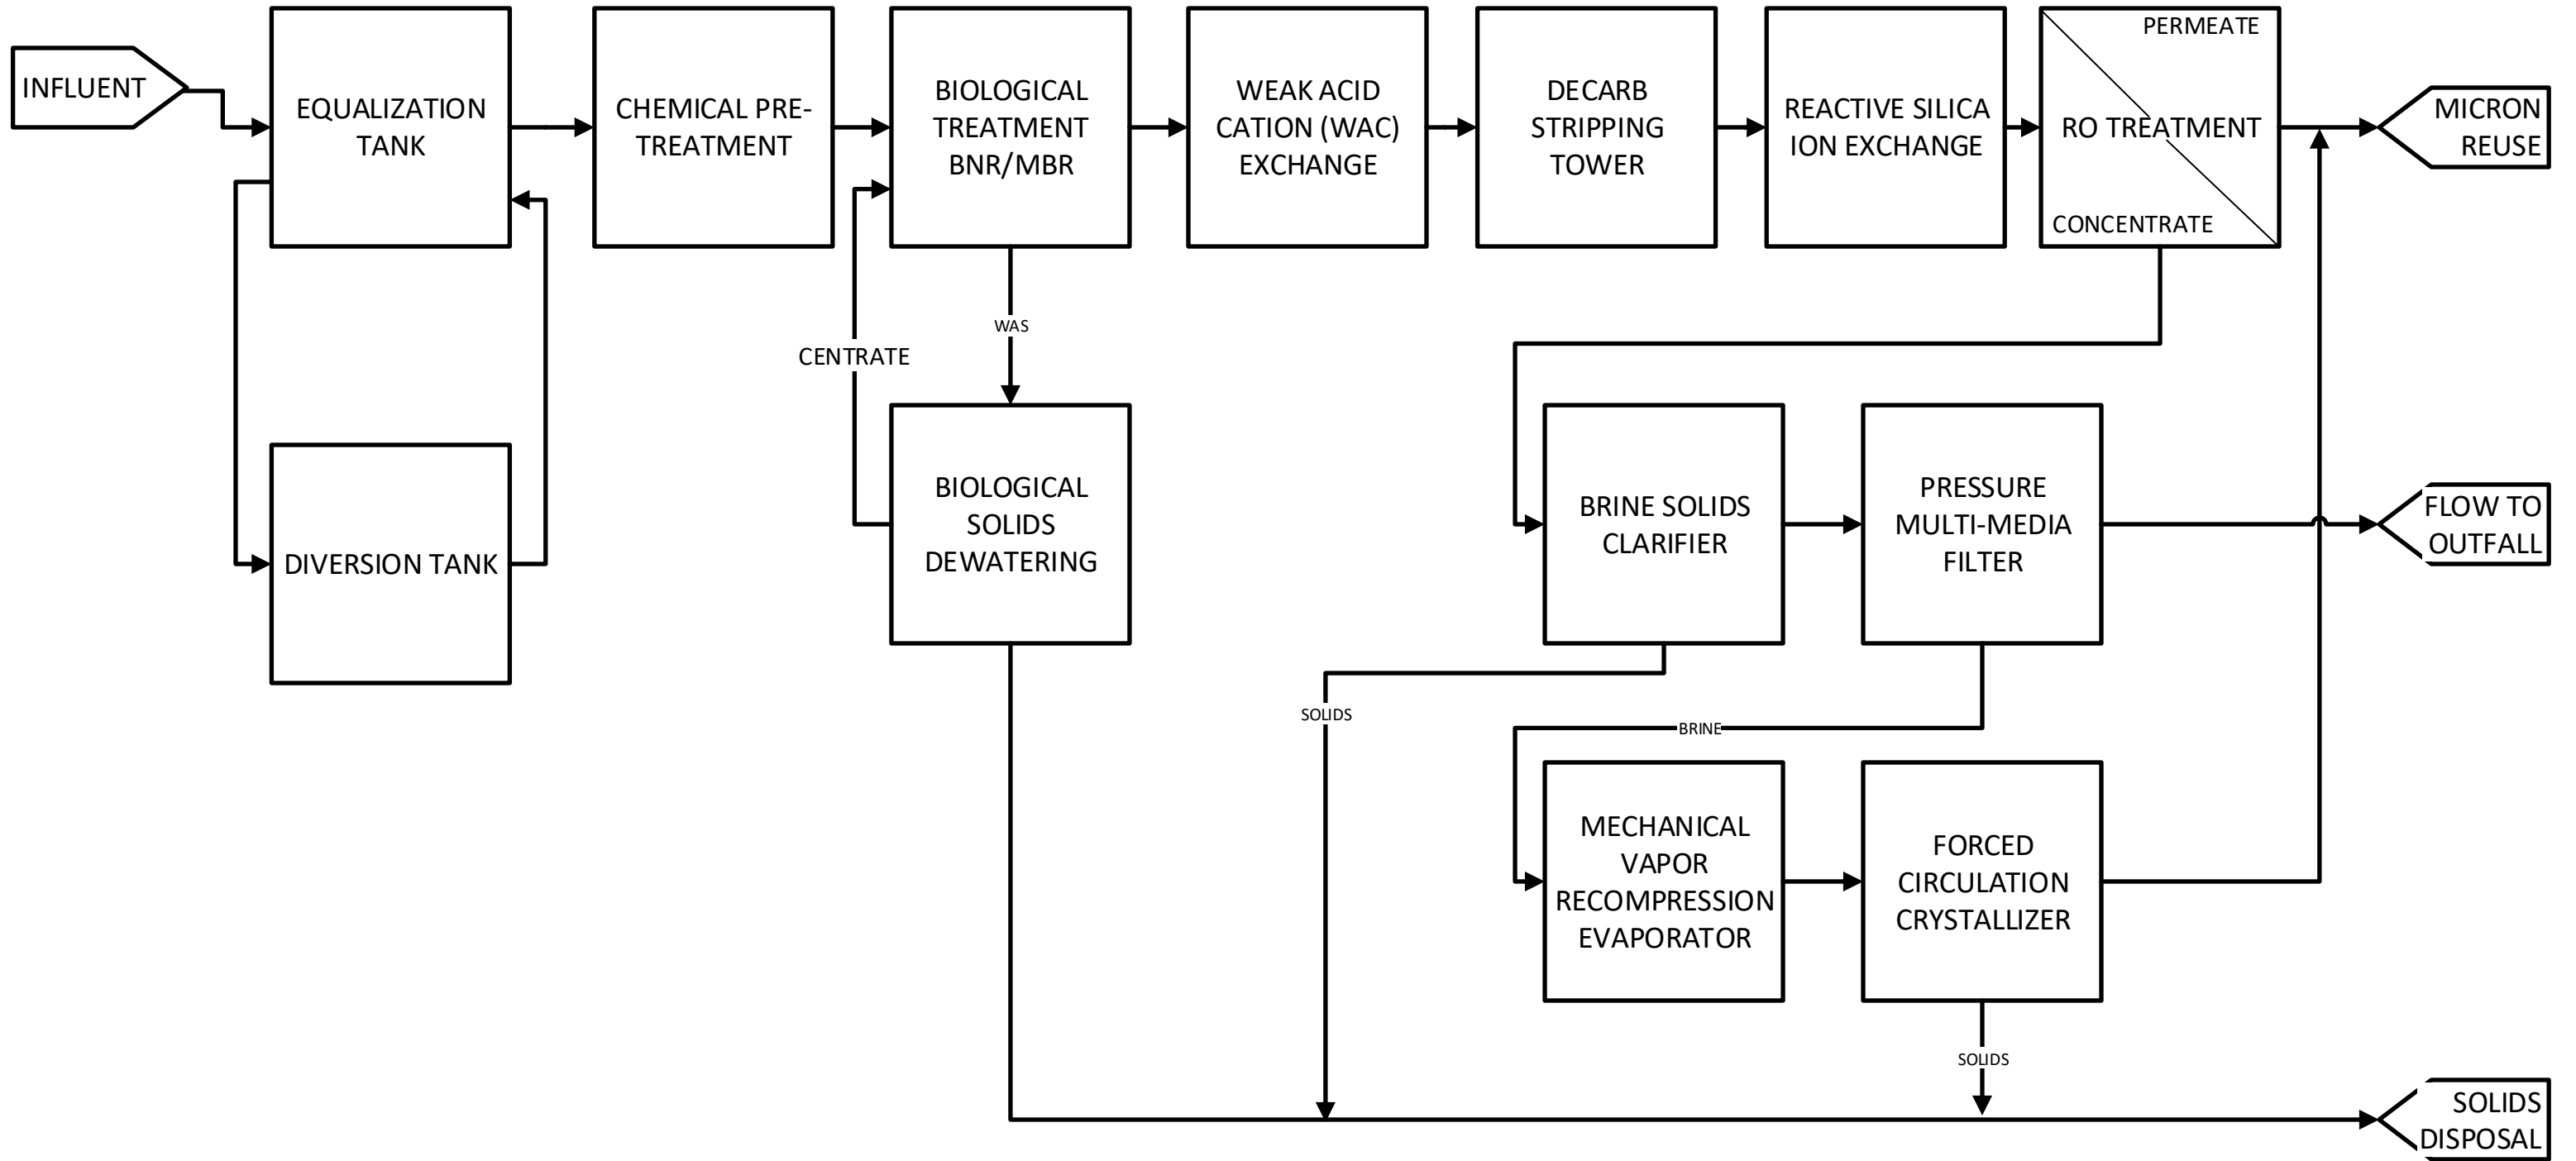 INFLUENT
EQUALIZATION
TANK
CHEMICAL PRE-
TREATMENT
BIOLOGICAL
TREATMENT
BNR/MBR
WEAK ACID
CATION (WAC)
EXCHANGE
DECARB
STRIPPING
TOWER
REACTIVE SILICA
ION EXCHANGE
PERMEATE
RO TREATMENT
CONCENTRATE
MICRON
REUSE
WAS
CENTRATE
DIVERSION TANK
BIOLOGICAL
SOLIDS
DEWATERING
BRINE SOLIDS
CLARIFIER
PRESSURE
MULTI-MEDIA
FILTER
FLOW TO
OUTFALL
SOLIDS
BRINE
MECHANICAL
VAPOR
RECOMPRESSION
EVAPORATOR
FORCED
CIRCULATION
CRYSTALLIZER
SOLIDS
SOLIDS
DISPOSAL